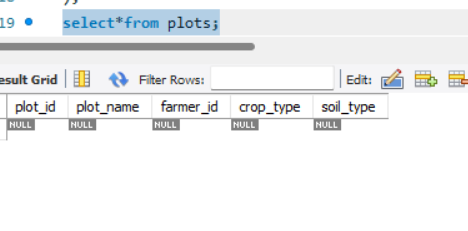 );
19 select*from plots;
esult Grid Filter Rows: Edit:
plot_id plot_name farmer_id crop_type soil_type
NULL NULL NULL NULL NULL